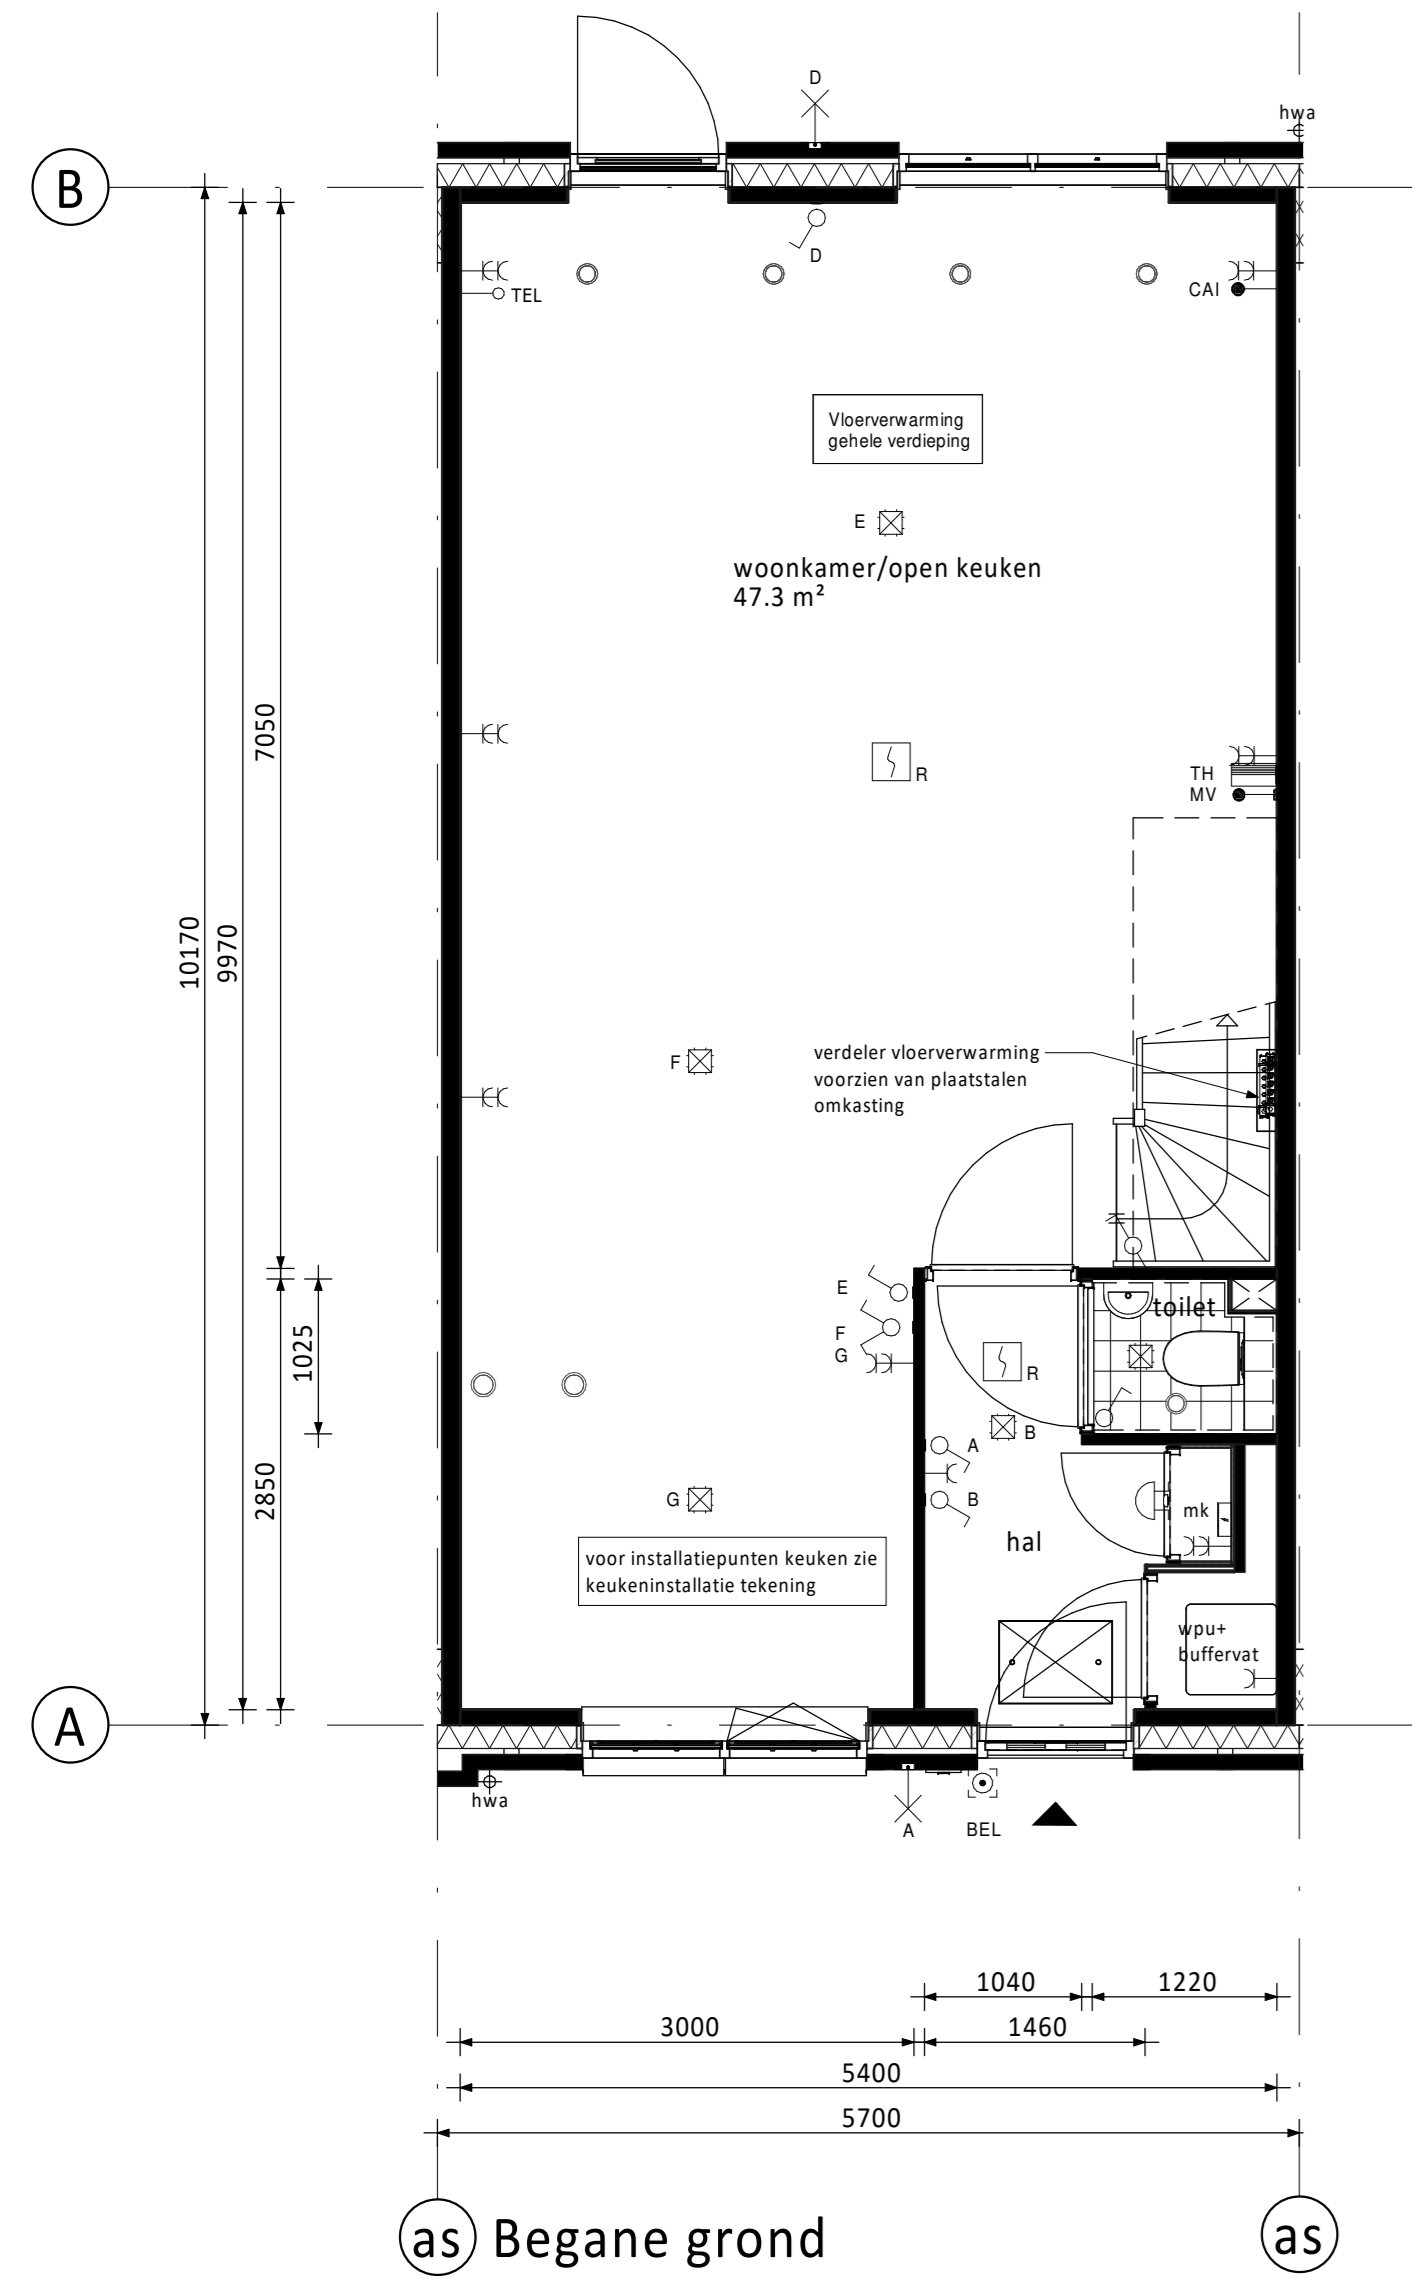 D
hwa
B
D
TEL
CAI
Vloerverwarming
gehele verdieping
E
woonkamer/open keuken
47.3 m²
7050
R
TH
MV
10170
9970
F
verdeler vloerverwarming
voorzien van plaatstalen
omkasting
E
toilet
F
G
1025
R
A
B
2850
G
B
mk
hal
voor installatiepunten keuken zie
keukeninstallatie tekening
wpu+
buffervat
A
hwa
A
BEL
1040
1220
3000
1460
5400
5700
as
Begane grond
as